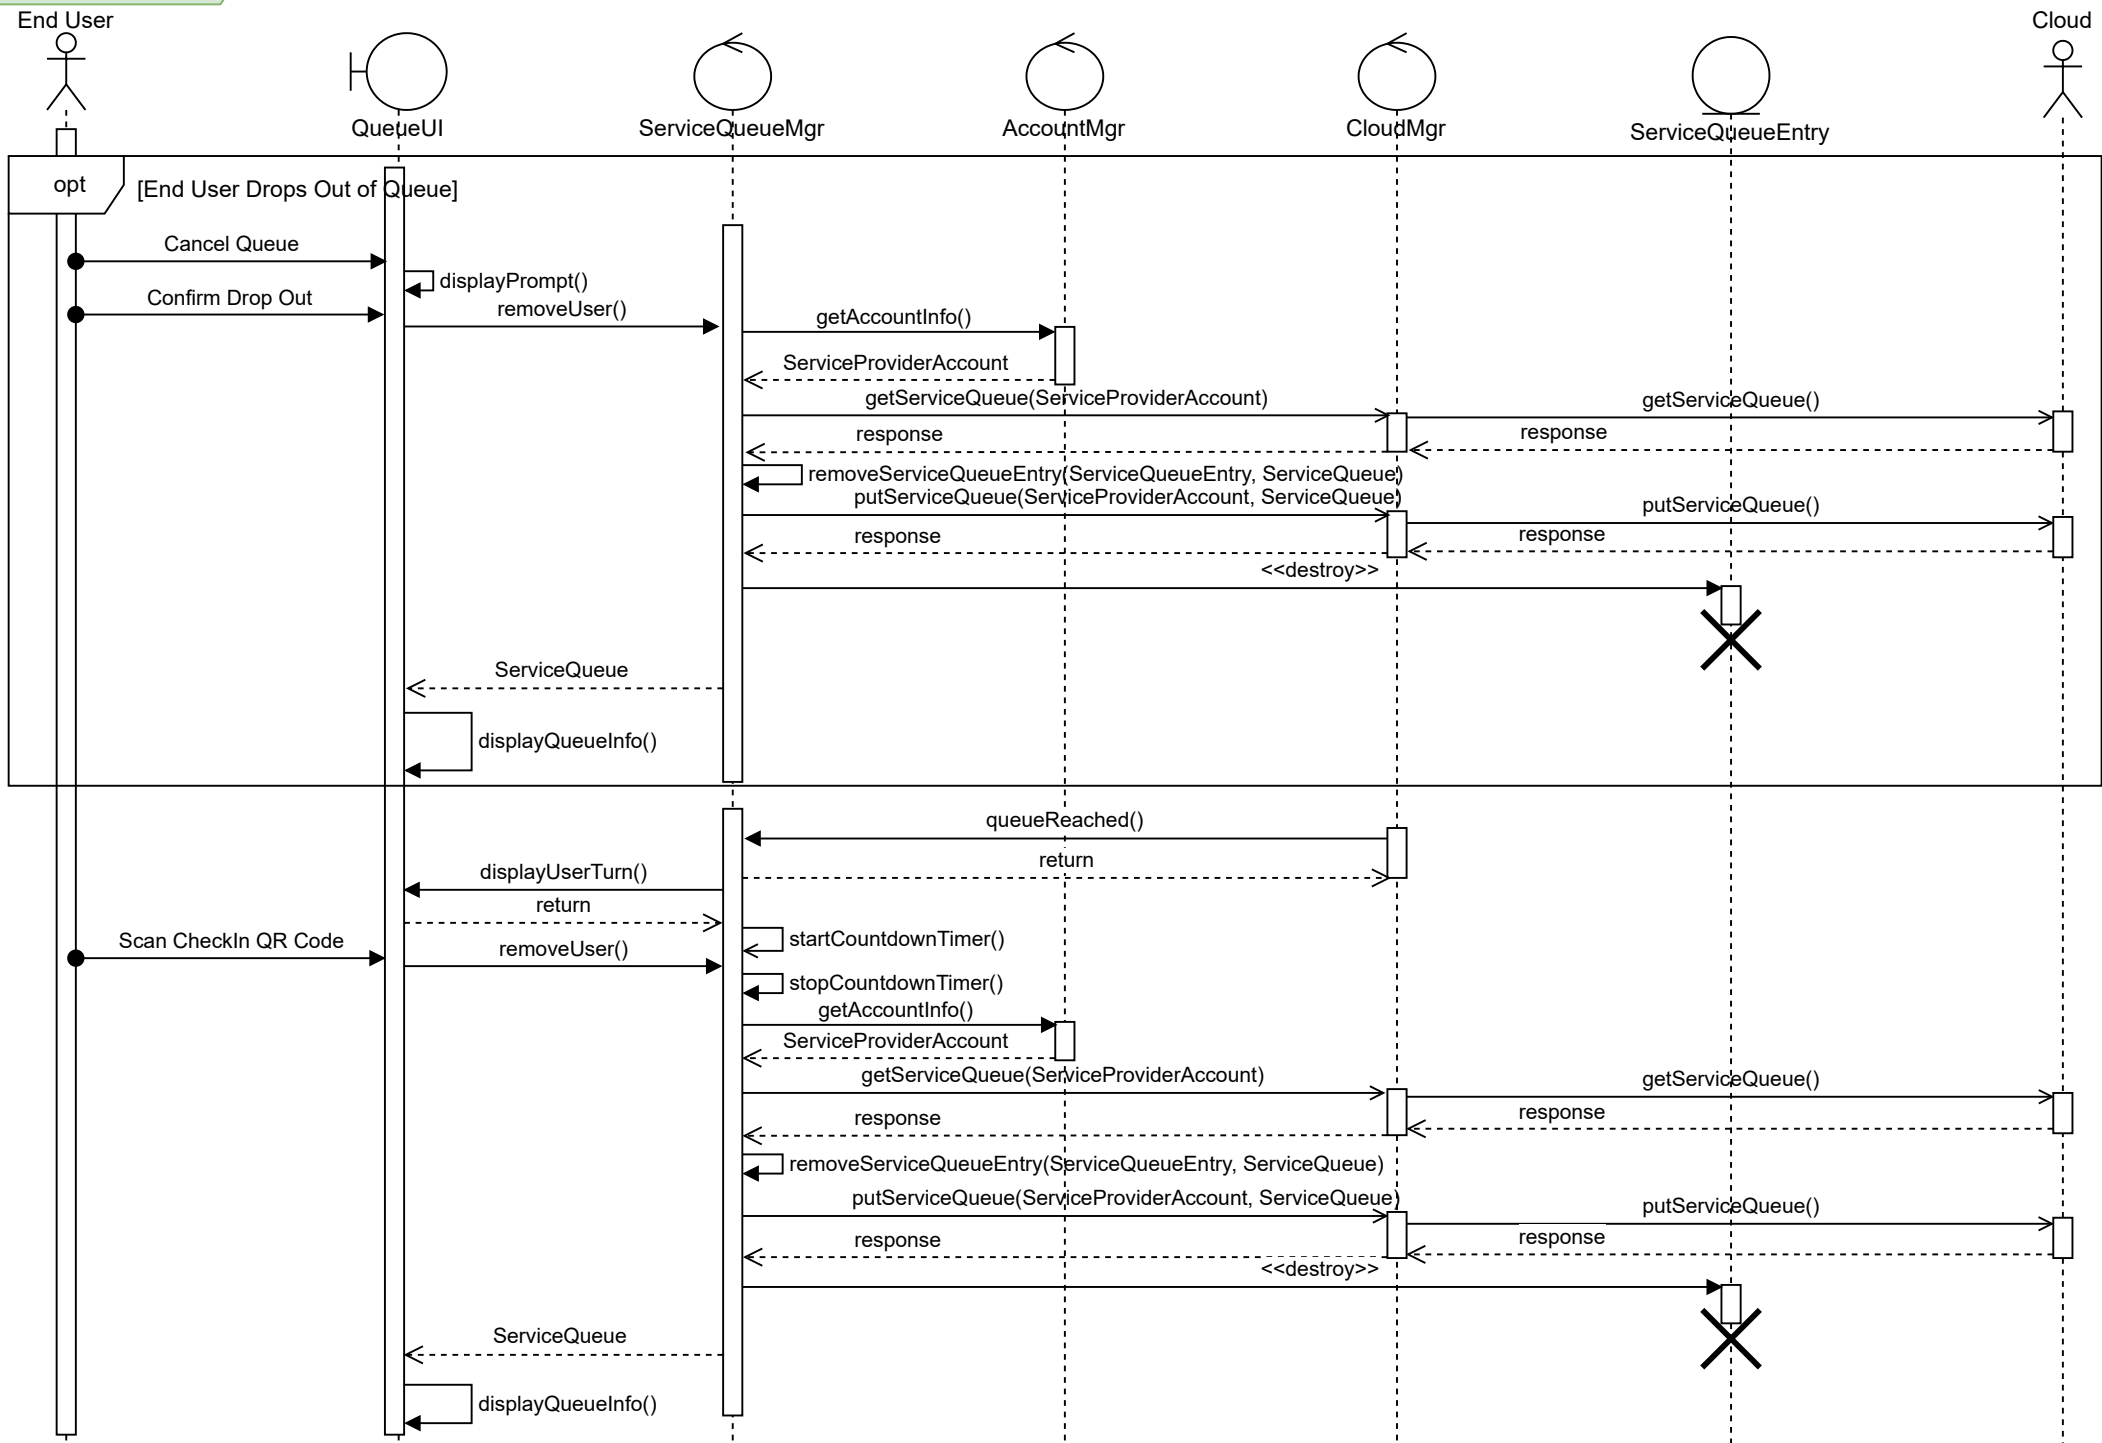 End User
Cloud
QueueUI
ServiceQueueMgr
AccountMgr
CloudMgr
ServiceQueueEntry
opt
[End User Drops Out of Queue]
Cancel Queue
displayPrompt()
Confirm Drop Out
removeUser()
getAccountInfo()
ServiceProviderAccount
getServiceQueue(ServiceProviderAccount)
getServiceQueue()
response
response
removeServiceQueueEntry(ServiceQueueEntry, ServiceQueue)
putServiceQueue(ServiceProviderAccount, ServiceQueue)
putServiceQueue()
response
response
<<destroy>>
ServiceQueue
displayQueueInfo()
queueReached()
return
displayUserTurn()
return
Scan CheckIn QR Code
removeUser()
startCountdownTimer()
stopCountdownTimer()
getAccountInfo()
ServiceProviderAccount
getServiceQueue(ServiceProviderAccount)
getServiceQueue()
response
response
removeServiceQueueEntry(ServiceQueueEntry, ServiceQueue)
putServiceQueue(ServiceProviderAccount, ServiceQueue)
putServiceQueue()
response
response
<<destroy>>
ServiceQueue
displayQueueInfo()